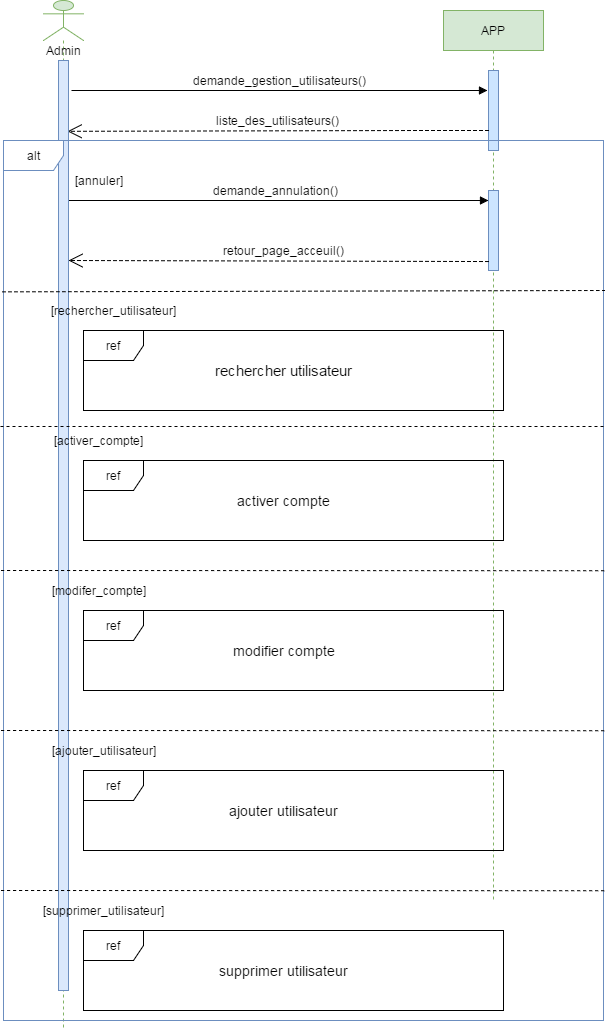 Admin
APP
demande_gestion_utilisateurs()
liste_des_utilisateurs()
alt
[annuler]
demande_annulation()
retour_page_acceuil()
[rechercher_utilisateur]
ref
rechercher utilisateur
[activer_compte]
ref
activer compte
[modifer_compte]
ref
modifier compte
[ajouter_utilisateur]
ref
ajouter utilisateur
[supprimer_utilisateur]
ref
supprimer utilisateur